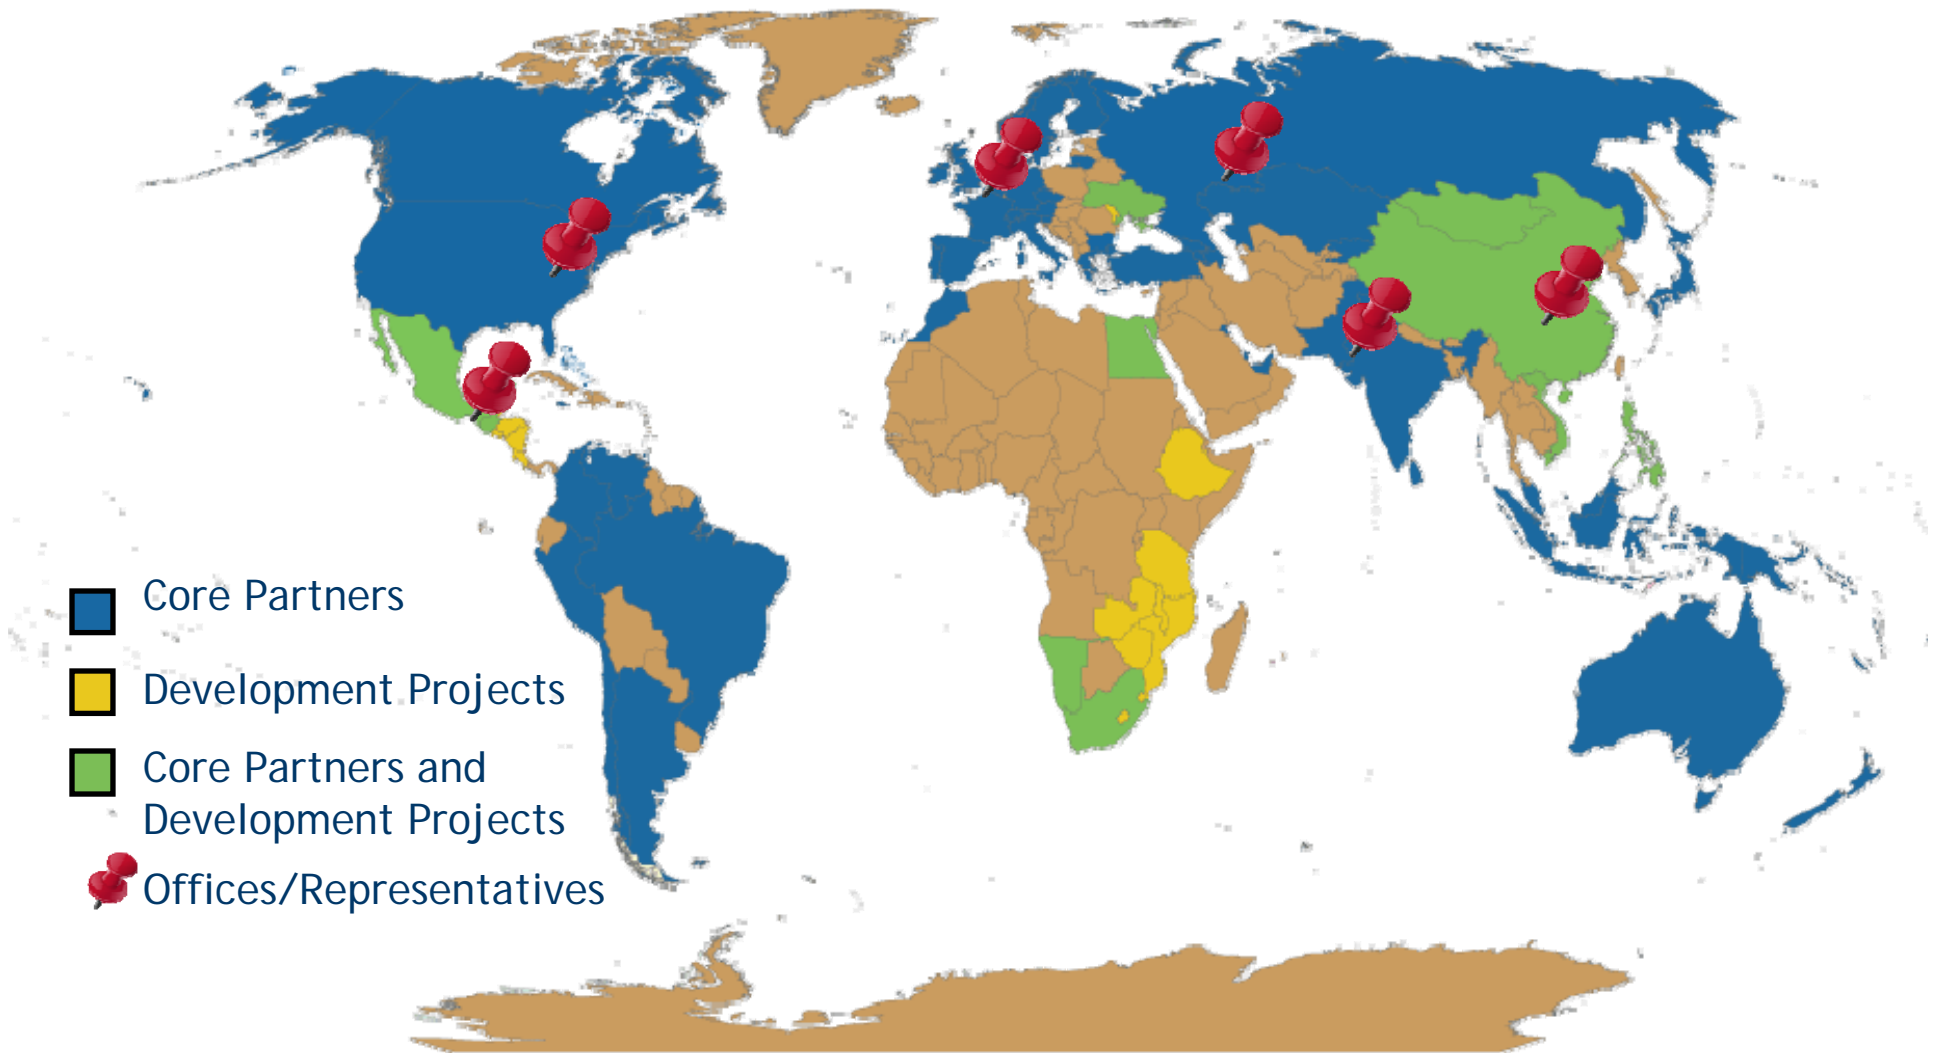 Core Partners
Development Projects
Core Partners and
Development Projects
Offices/Representatives